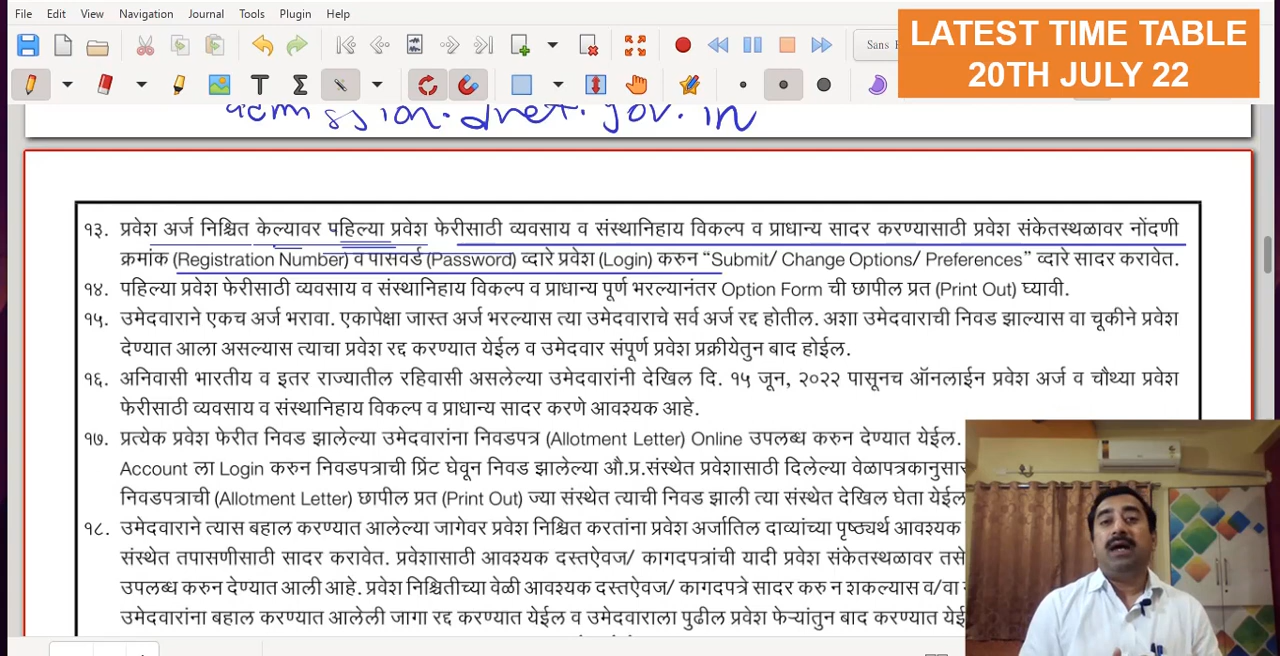 File Edit View Navigation Journal Tools Plugin Help
LATEST TIME TABLE
20TH JULY 22
Sans
admission.dvet.gov.in
१३. प्रवेश अर्ज निश्चित केल्यावर पहिल्या प्रवेश फेरीसाठी व्यवसाय व संस्थानिहाय विकल्प व प्राधान्य सादर करण्यासाठी प्रवेश संकेतस्थळावर नोंदणी
क्रमांक (Registration Number) व पासवर्ड (Password) व्दारे प्रवेश (Login) करुन “Submit/ Change Options/ Preferences” व्दारे सादर करावेत.
१४. पहिल्या प्रवेश फेरीसाठी व्यवसाय व संस्थानिहाय विकल्प व प्राधान्य पूर्ण भरल्यानंतर Option Form ची छापील प्रत (Print Out) घ्यावी.
१५. उमेदवाराने एकच अर्ज भरावा. एकापेक्षा जास्त अर्ज भरल्यास त्या उमेदवाराचे सर्व अर्ज रद्द होतील. अशा उमेदवाराची निवड झाल्यास वा चूकीने प्रवेश
देण्यात आला असल्यास त्याचा प्रवेश रद्द करण्यात येईल व उमेदवार संपूर्ण प्रवेश प्रक्रीयेतुन बाद होईल.
१६. अनिवासी भारतीय व इतर राज्यातील रहिवासी असलेल्या उमेदवारांनी देखिल दि. १५ जून, २०२२ पासूनच ऑनलाईन प्रवेश अर्ज व चौथ्या प्रवेश
फेरीसाठी व्यवसाय व संस्थानिहाय विकल्प व प्राधान्य सादर करणे आवश्यक आहे.
१७. प्रत्येक प्रवेश फेरीत निवड झालेल्या उमेदवारांना निवडपत्र (Allotment Letter) Online उपलब्ध करुन देण्यात येईल.
Account ला Login करुन निवडपत्राची प्रिंट घेवून निवड झालेल्या औ.प्र.संस्थेत प्रवेशासाठी दिलेल्या वेळापत्रकानुसार
निवडपत्राची (Allotment Letter) छापील प्रत (Print Out) ज्या संस्थेत त्याची निवड झाली त्या संस्थेत देखिल घेता येईल
१८. उमेदवाराने त्यास बहाल करण्यात आलेल्या जागेवर प्रवेश निश्चित करतांना प्रवेश अर्जातिल दाव्यांच्या पृष्ठ्यर्थ आवश्यक
संस्थेत तपासणीसाठी सादर करावेत. प्रवेशासाठी आवश्यक दस्तऐवज/ कागदपत्रांची यादी प्रवेश संकेतस्थळावर तसे
उपलब्ध करुन देण्यात आली आहे. प्रवेश निश्चितीच्या वेळी आवश्यक दस्तऐवज/ कागदपत्रे सादर करु न शकल्यास व/वा
उमेदवारांना बहाल करण्यात आलेली जागा रद्द करण्यात येईल व उमेदवाराला पुढील प्रवेश फेऱ्यांतुन बाद करण्यात येई